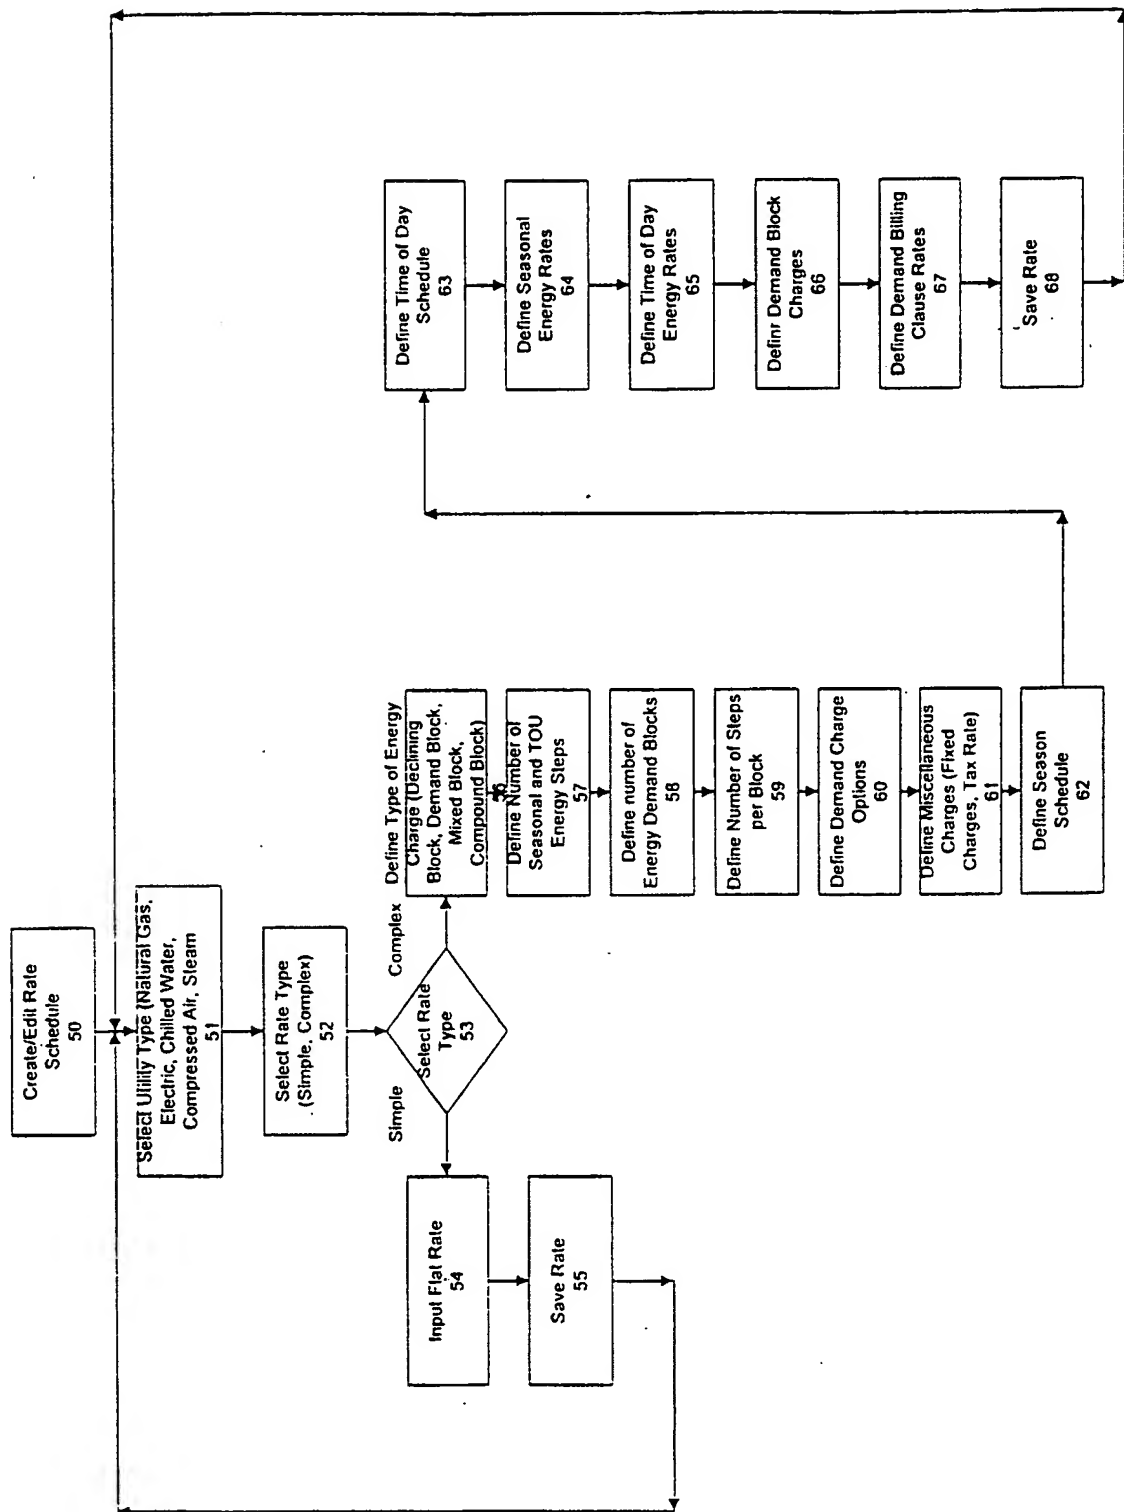 Create/Edit Rate
Schedule
50
Select Utility Type (Natural Gas,
Electric, Chilled Water,
Compressed Air, Steam
51
Select Rate Type
(Simple, Complex)
52
Select Rate
Type
53
Simple
Complex
Input Flat Rate
54
Save Rate
55
Define Type of Energy
Charge (Declining
Block, Demand Block,
Mixed Block,
Compound Block)
56
Define Number of
Seasonal and TOU
Energy Steps
57
Define number of
Energy Demand Blocks
58
Define Number of Steps
per Block
59
Define Demand Charge
Options
60
Define Miscellaneous
Charges (Fixed
Charges, Tax Rate)
61
Define Season
Schedule
62
Define Time of Day
Schedule
63
Define Seasonal
Energy Rates
64
Define Time of Day
Energy Rates
65
Definr Demand Block
Charges
66
Define Demand Billing
Clause Rates
67
Save Rate
68